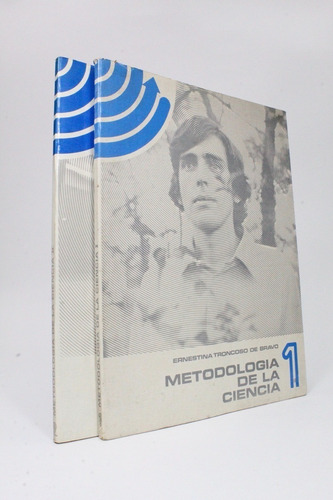 ERNESTINA TRONCOSO DE BRAVO
METODOLOGIA
DE LA
CIENCIA
1